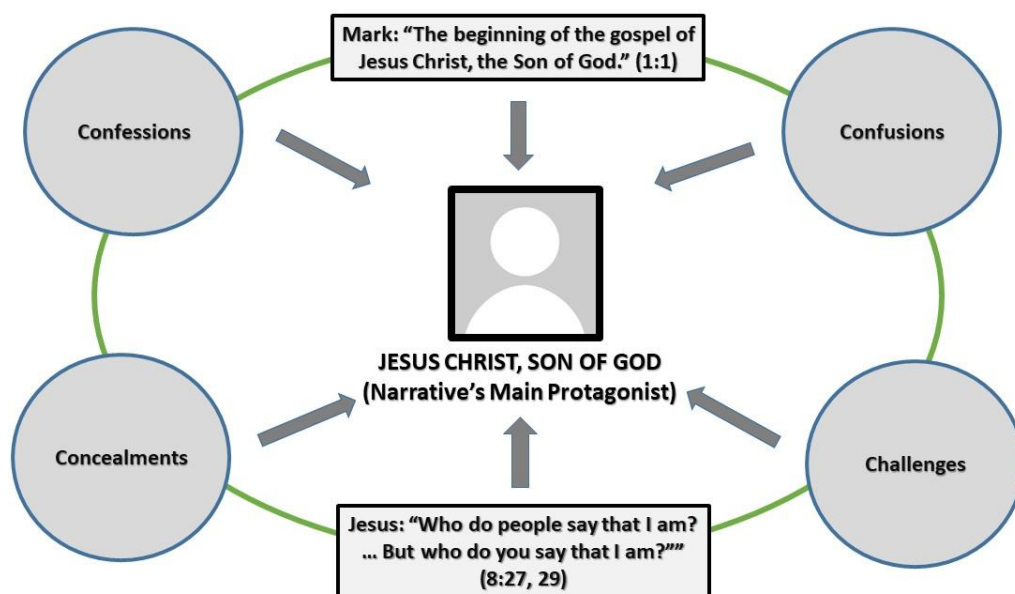 Mark: “The beginning of the gospel of
Jesus Christ, the Son of God.” (1:1)
Confessions
Confusions
JESUS CHRIST, SON OF GOD
(Narrative’s Main Protagonist)
Concealments
Challenges
Jesus: “Who do people say that I am?
... But who do you say that I am?””
(8:27, 29)